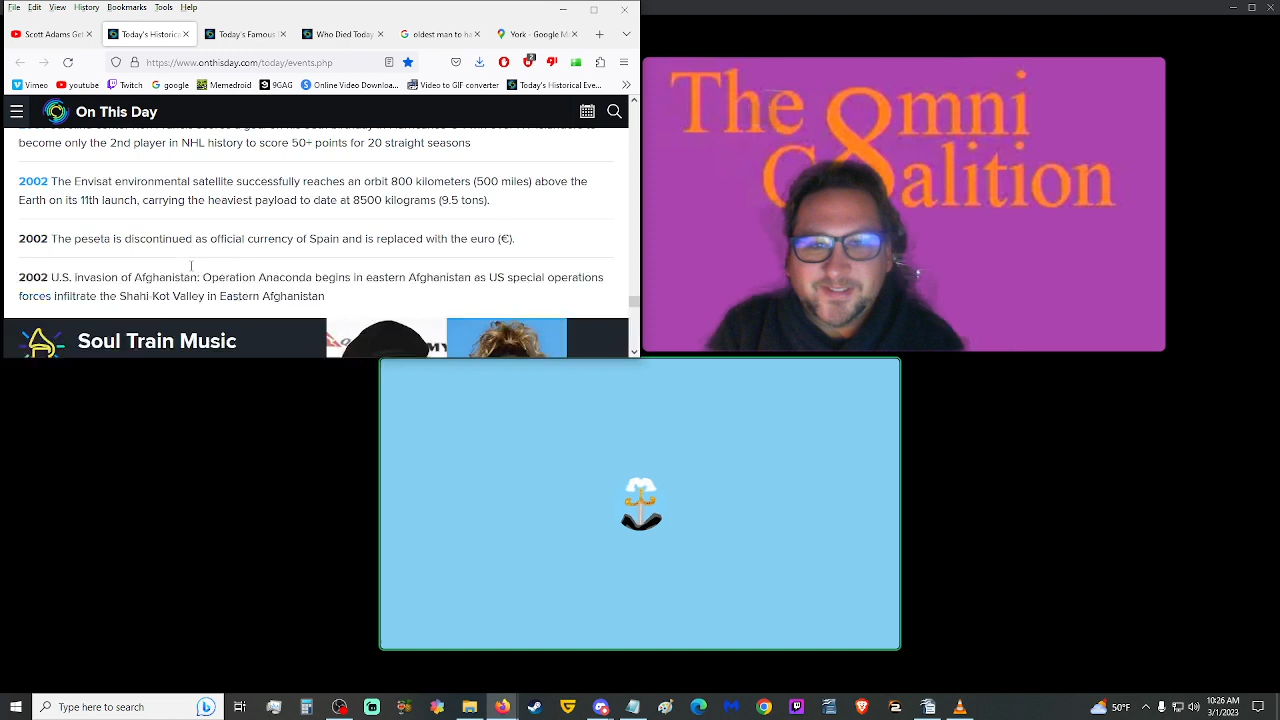 File Edit View History Bookmarks Tools Help
Scott Adams Get
Today's Historica
Today's Famous
Who Died Today
oldest man to ha
York - Google M
https://www.onthisday.com/today/events.php
Vimeo youtube Twitch google Memedroid 9GAG Online Video Downloa... Video to GIF converter Today's Historical Eve...
On This Day
become only the 2nd player in NHL history to score 50+ points for 20 straight seasons
2002 The Envisat environmental satellite successfully reaches an orbit 800 kilometers (500 miles) above the
Earth on its 11th launch, carrying the heaviest payload to date at 8500 kilograms (9.5 tons).
2002 The peseta is discontinued as official currency of Spain and is replaced with the euro (€).
2002 U.S. invasion of Afghanistan: Operation Anaconda begins in eastern Afghanistan as US special operations
forces infiltrate the Shahi-Kot Valley in Eastern Afghanistan
Soul Train Music
The Omni
C8alition
Type here to search
50°F
10:26 AM
3/1/2023